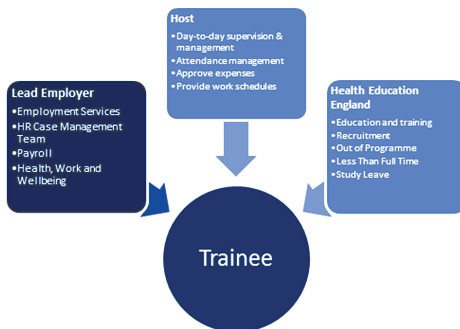 Host
•Day-to-day supervision &
management
•Attendance management
•Approve expenses
•Provide work schedules
Lead Employer
•Employment Services
•HR Case Management
Team
•Payroll
•Health, Work and
Wellbeing
Health Education
England
•Education and training
•Recruitment
•Out of Programme
•Less Than Full Time
•Study Leave
Trainee